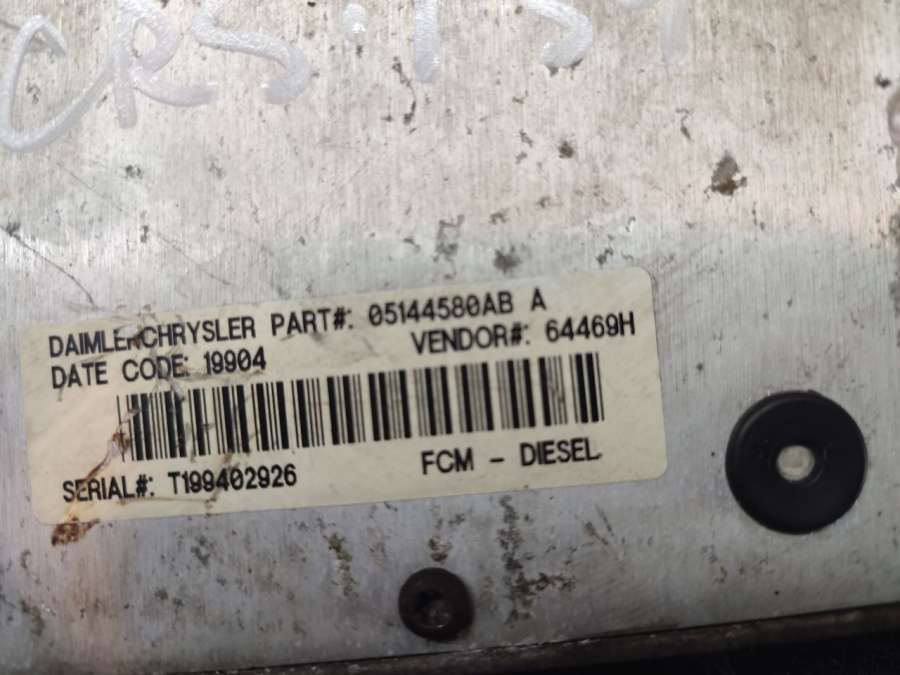 DAIMLERCHRYSLER PART#: 05144580AB A
DATE CODE: 19904 VENDOR#: 64469H
SERIAL#: T199402926 FCM - DIESEL